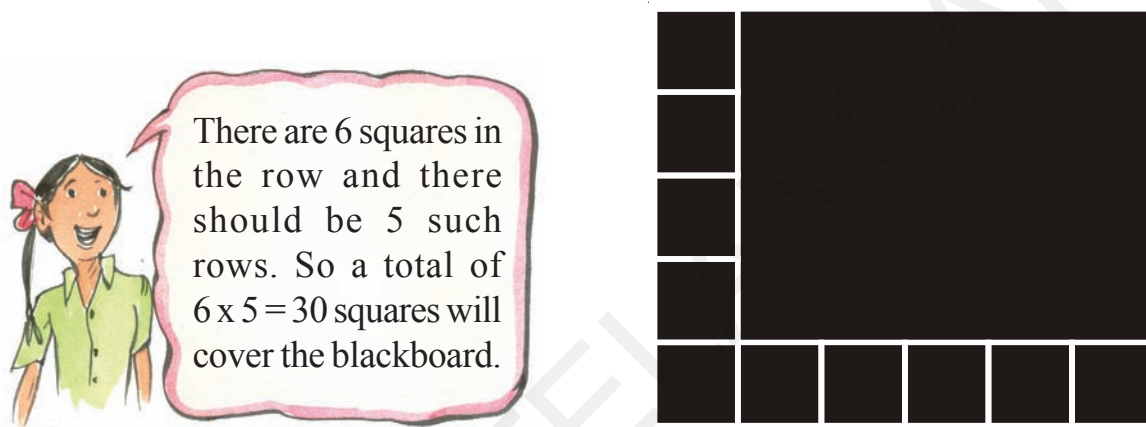 There are 6 squares in
the row and there
should be 5 such
rows. So a total of
6 x 5 = 30 squares will
cover the blackboard.